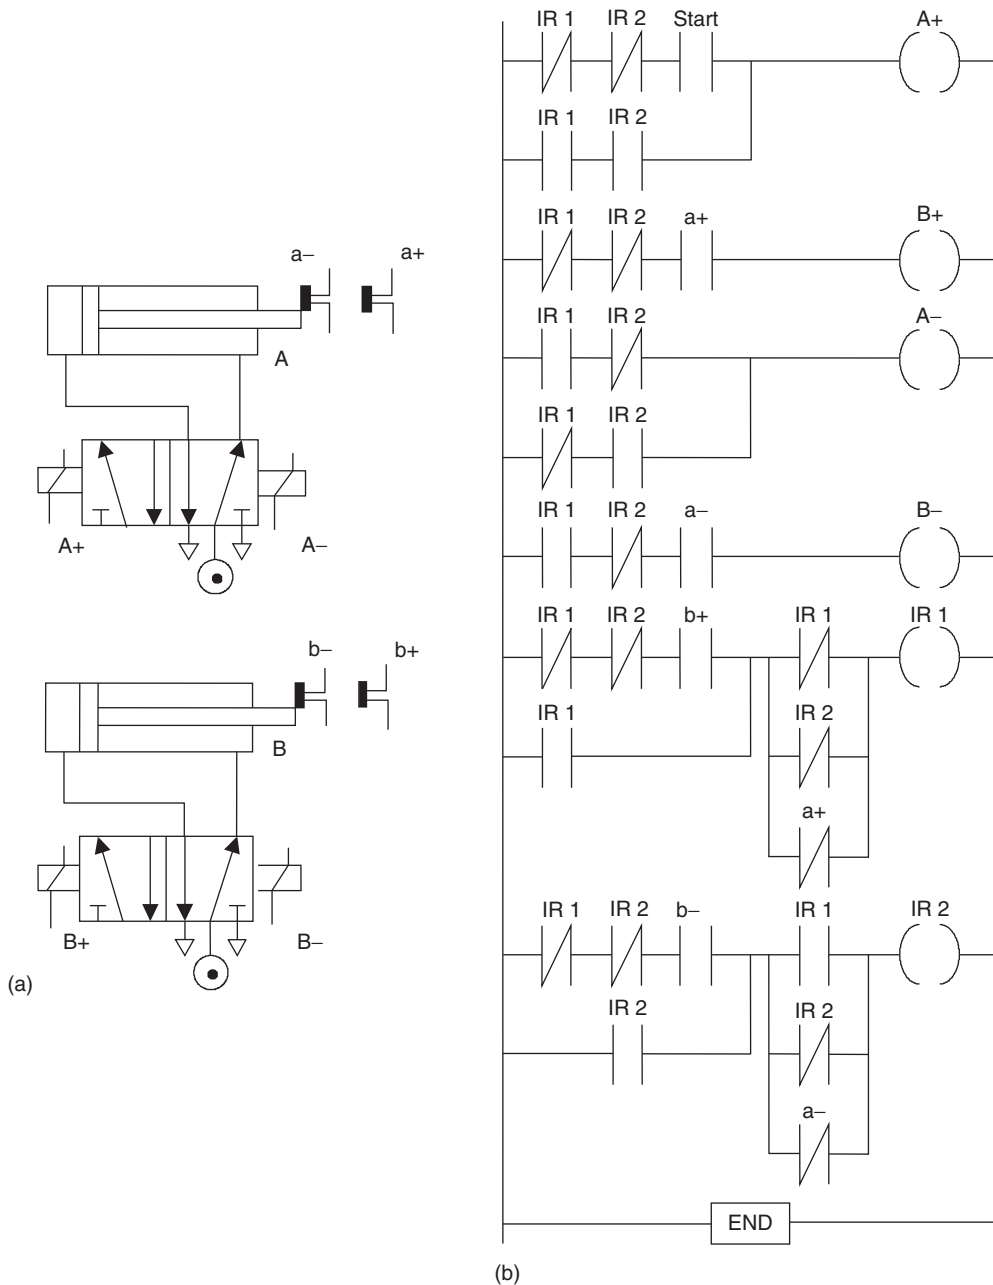 a– a+
A
A+ A–
b– b+
B
B+ B–
(a)
IR 1 IR 2 Start A+
IR 1 IR 2
IR 1 IR 2 a+ B+
IR 1 IR 2 A–
IR 1 IR 2
IR 1 IR 2 a– B–
IR 1 IR 2 b+ IR 1 IR 1
IR 1 IR 2
a+
IR 1 IR 2 b– IR 1 IR 2
IR 2 IR 2
a–
END
(b)